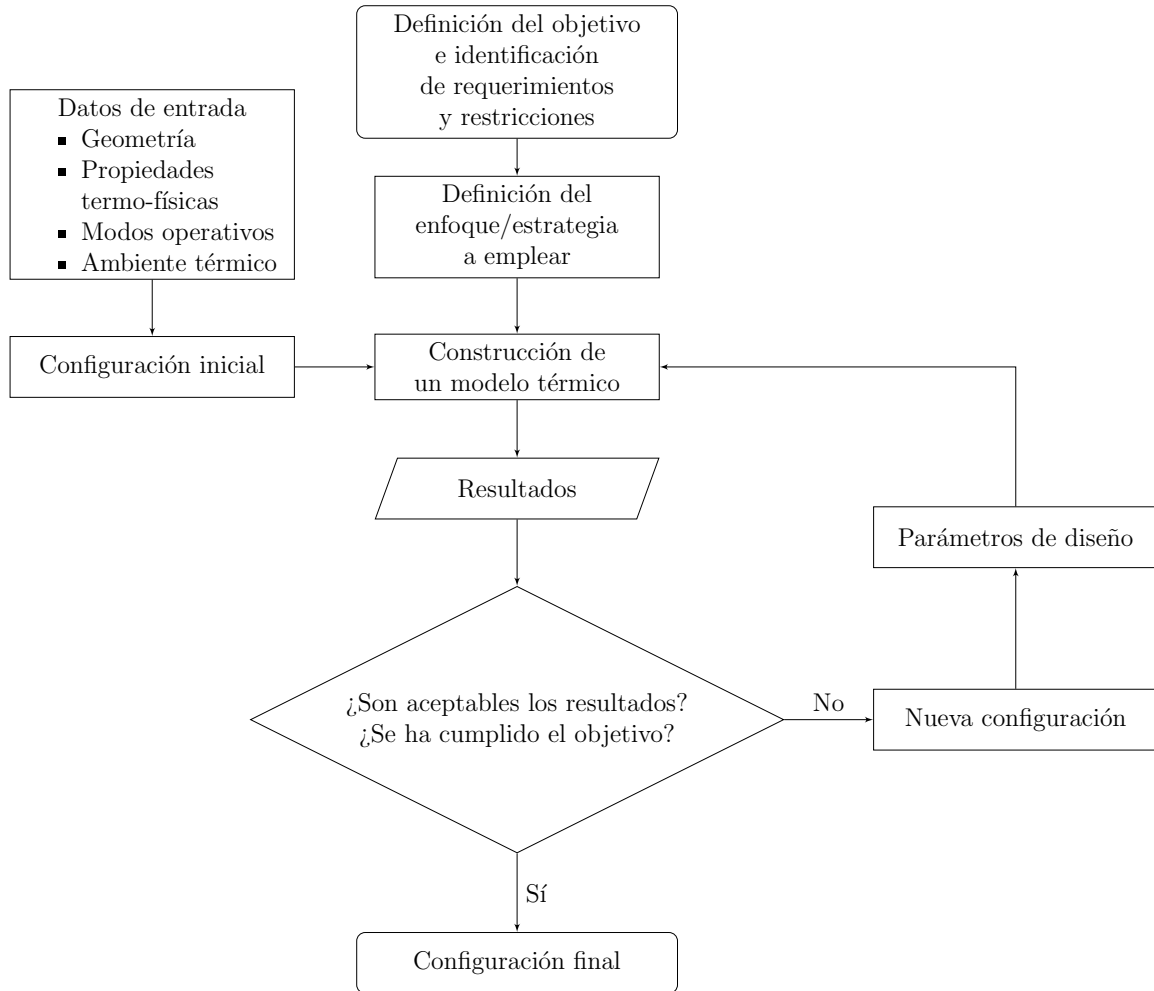 Definición del objetivo
e identificación
de requerimientos
y restricciones
Datos de entrada
▪ Geometría
▪ Propiedades
termo-físicas
▪ Modos operativos
▪ Ambiente térmico
Definición del
enfoque/estrategia
a emplear
Configuración inicial
Construcción de
un modelo térmico
Resultados
Parámetros de diseño
¿Son aceptables los resultados?
¿Se ha cumplido el objetivo?
No
Nueva configuración
Sí
Configuración final